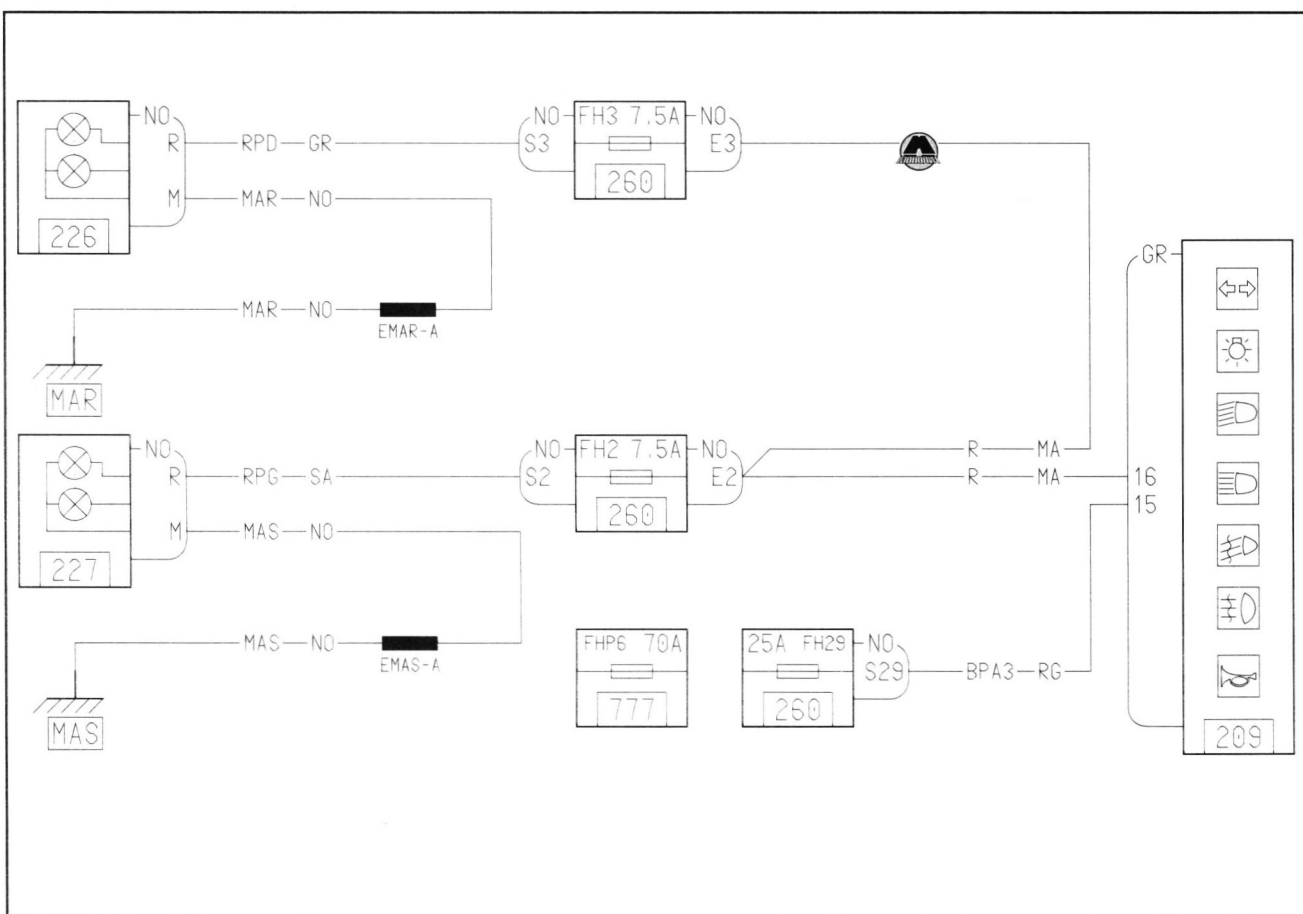 NO
R RPD GR
M MAR NO
226
MAR NO
EMAR-A
MAR
NO FH3 7.5A NO
S3 E3
260
NO
R RPG SA
M MAS NO
227
MAS NO
EMAS-A
MAS
NO FH2 7.5A NO
S2 E2
260
R MA
R MA 16
15
FHP6 70A
777
25A FH29 NO
S29 BPA3 RG
260
GR
209